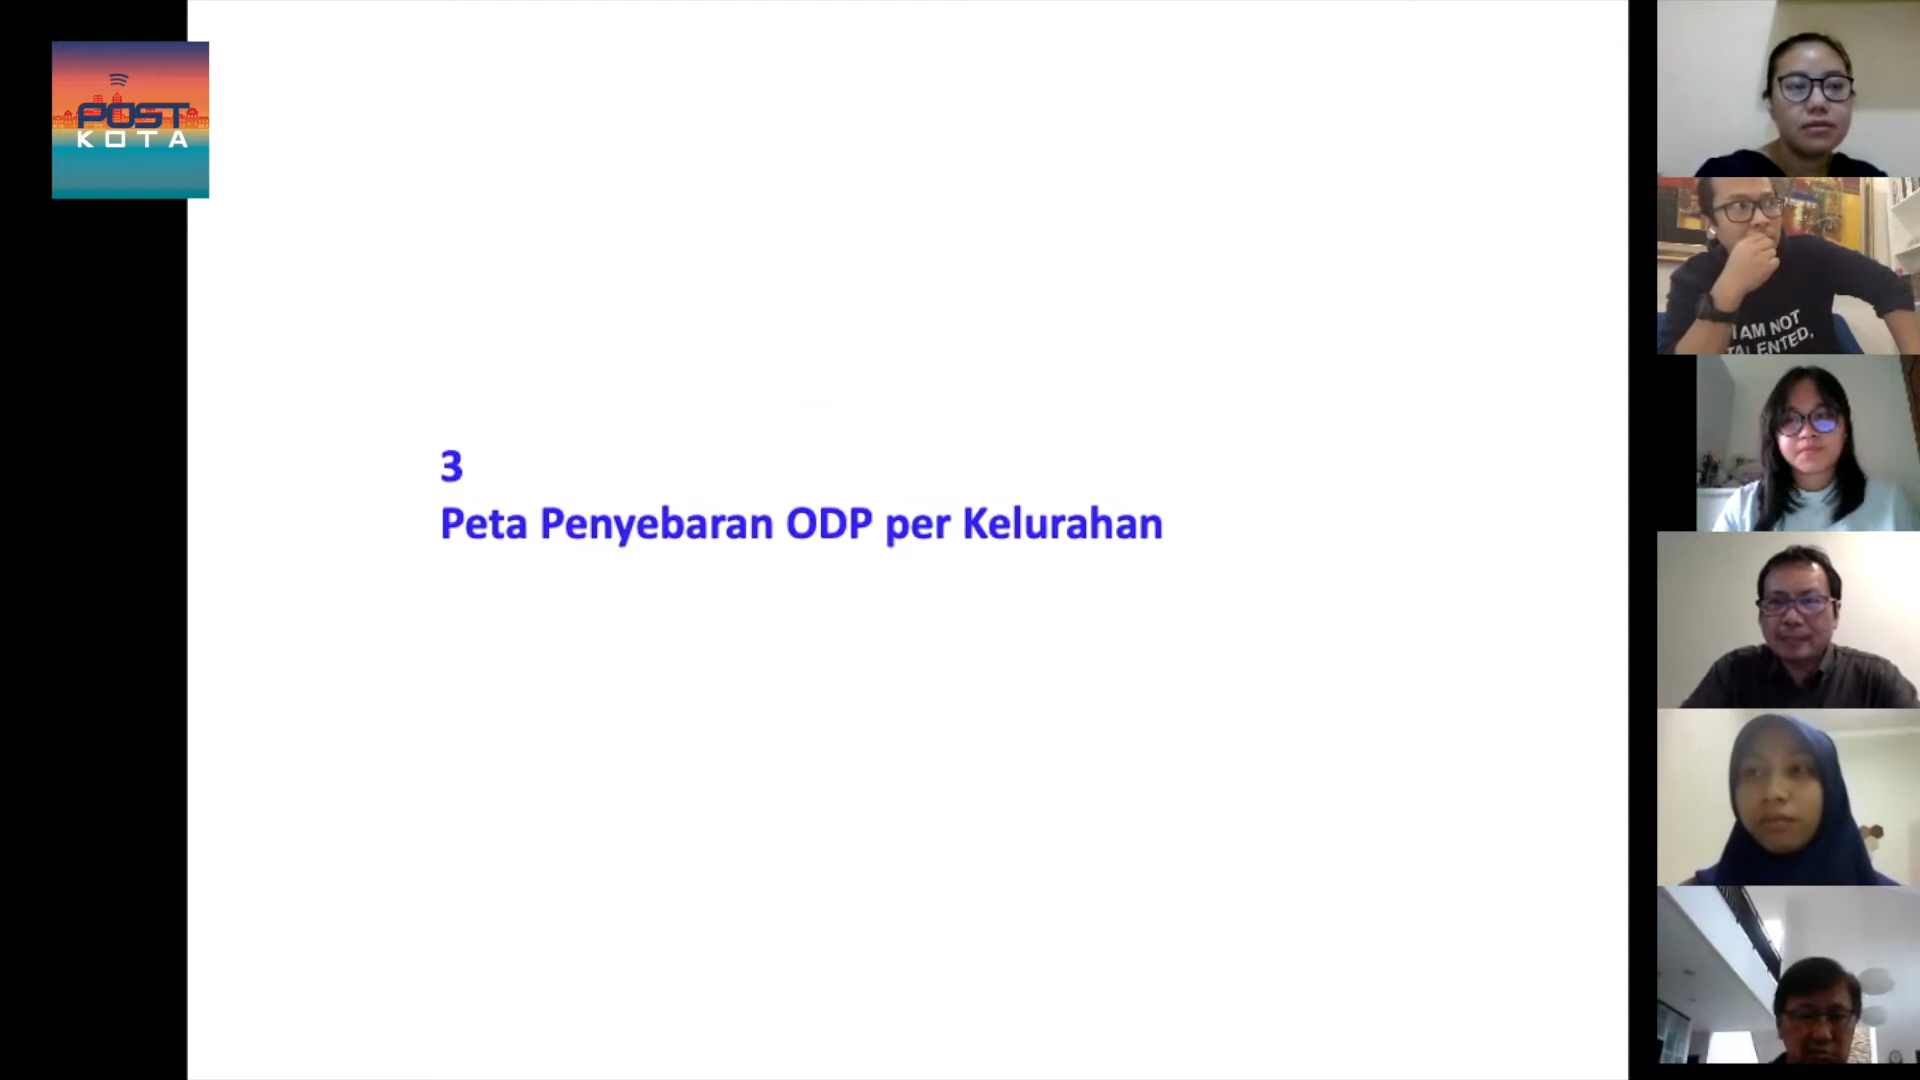 POST
KOTA
3
Peta Penyebaran ODP per Kelurahan
I AM NOT
TALENTED,